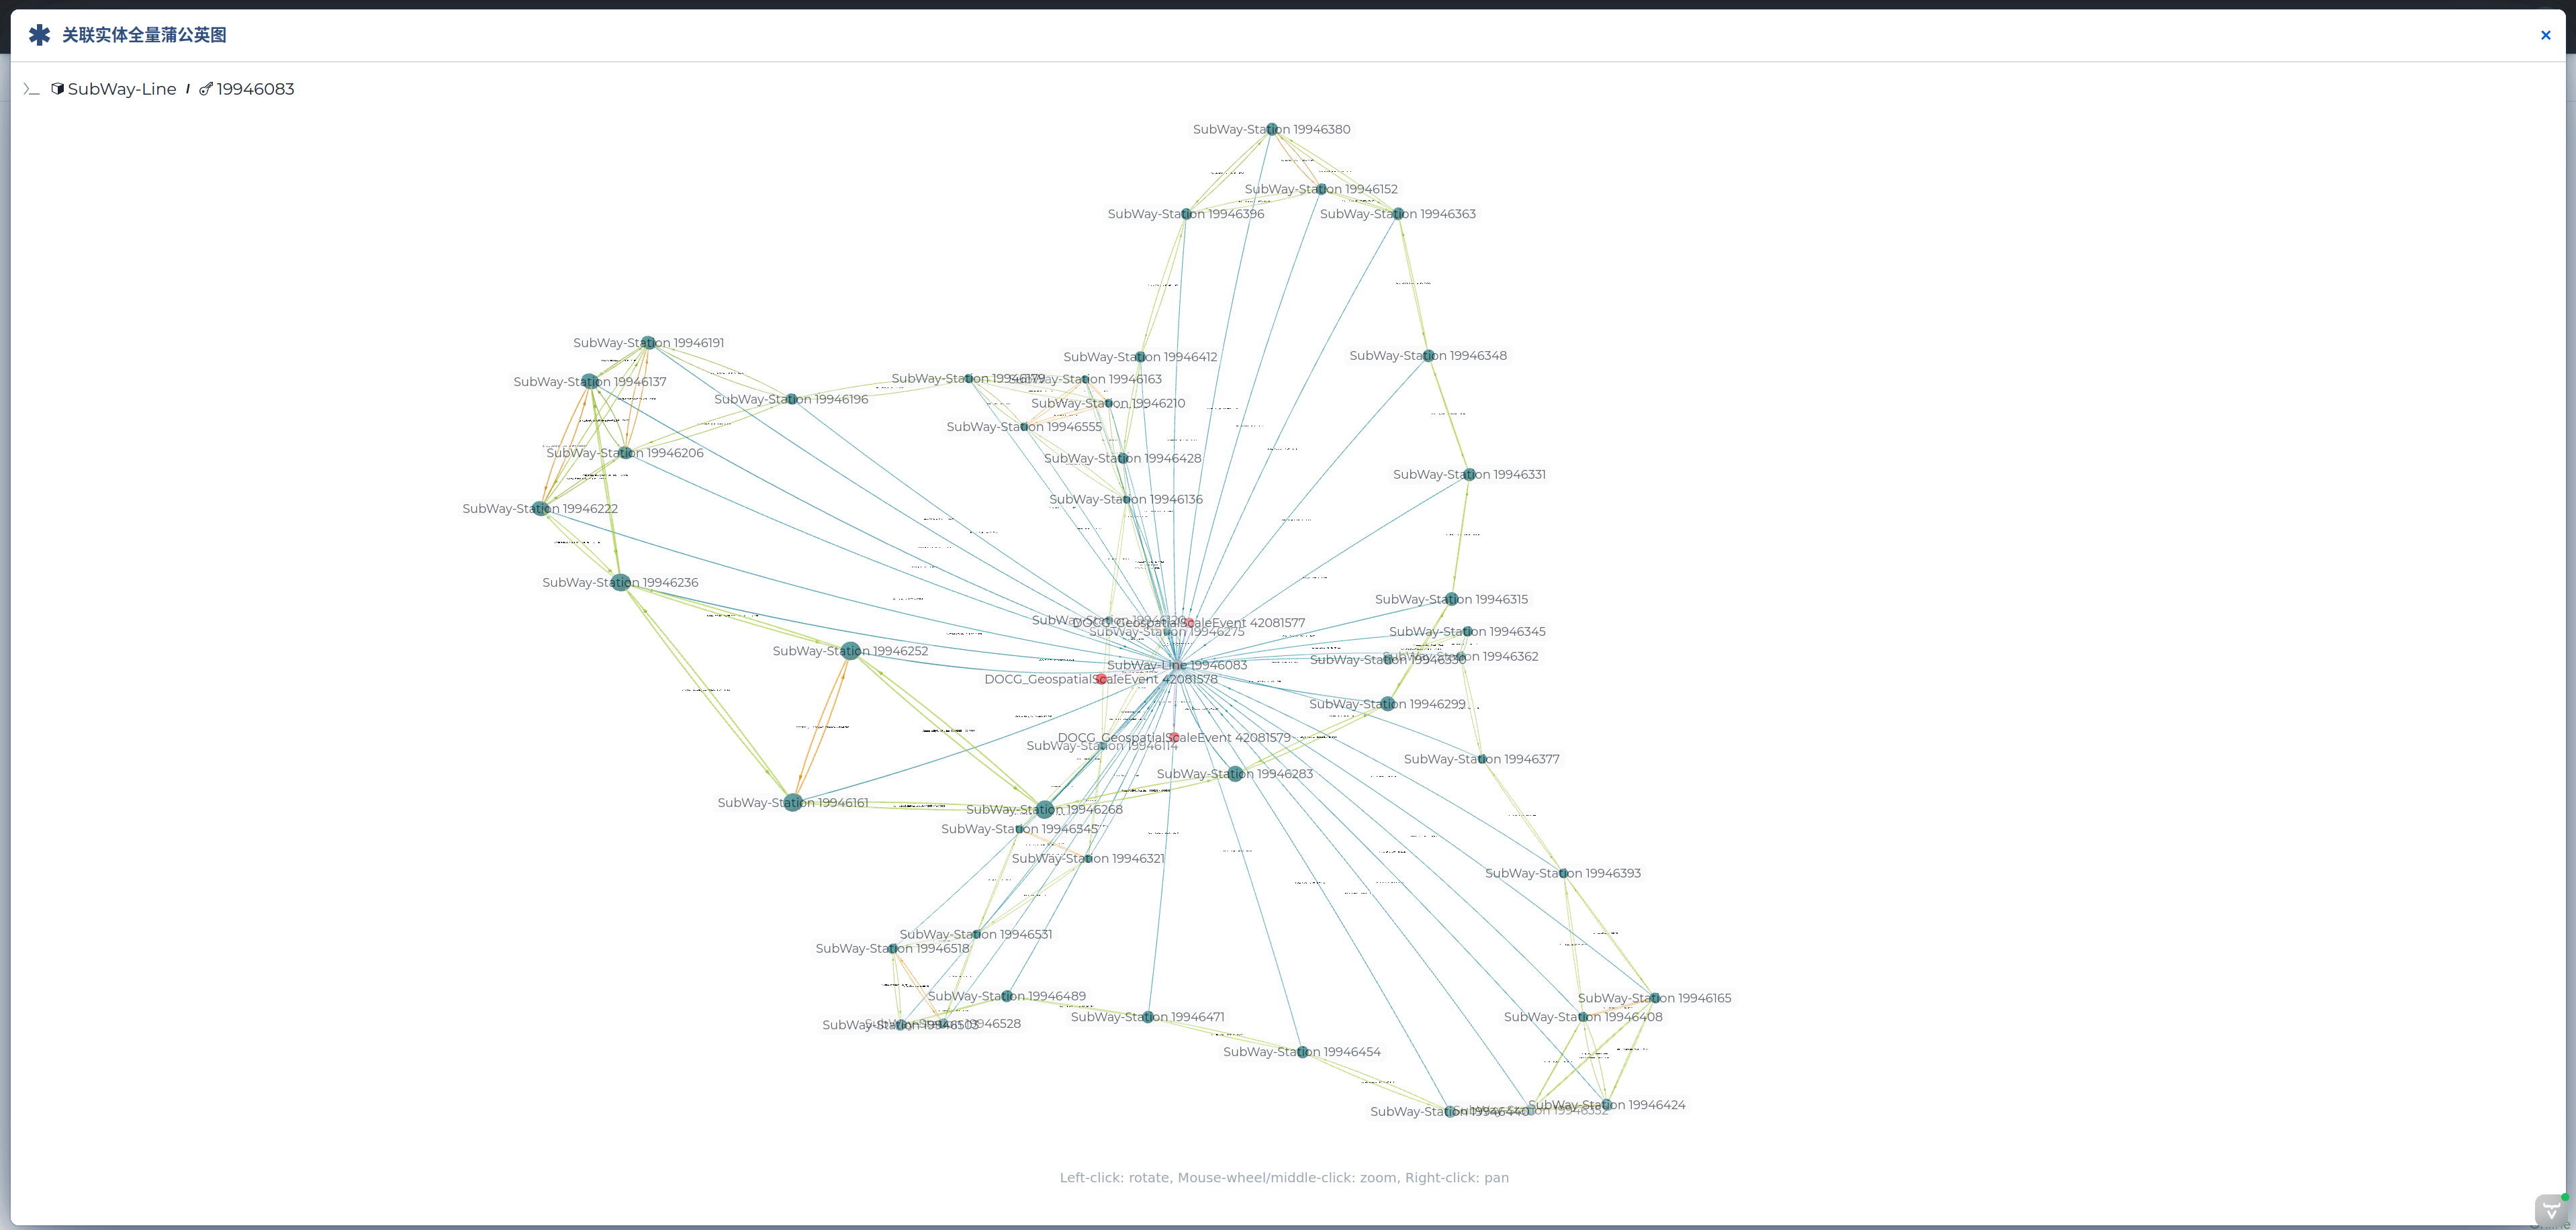 关联实体全量蒲公英图
SubWay-Line / 19946083
SubWay-Station 19946380
SubWay-Station 19946152
SubWay-Station 19946396
SubWay-Station 19946363
SubWay-Station 19946191
SubWay-Station 19946412
SubWay-Station 19946348
SubWay-Station 19946137
SubWay-Station 19946179
SubWay-Station 19946163
SubWay-Station 19946196
SubWay-Station 19946210
SubWay-Station 19946555
SubWay-Station 19946206
SubWay-Station 19946428
SubWay-Station 19946331
SubWay-Station 19946136
SubWay-Station 19946222
SubWay-Station 19946236
SubWay-Station 19946315
SubWay-Station
DOCG_GeospatialScaleEvent 42081577
SubWay-Station 19946275
SubWay-Station 19946345
SubWay-Station 19946252
SubWay-Station 19946330
SubWay-Station 19946362
SubWay-Line 19946083
DOCG_GeospatialScaleEvent 42081578
SubWay-Station 19946299
DOCG_GeospatialScaleEvent 42081579
SubWay-Station 19946114
SubWay-Station 19946377
SubWay-Station 19946283
SubWay-Station 19946161
SubWay-Station 19946268
SubWay-Station 19946545
SubWay-Station 19946321
SubWay-Station 19946393
SubWay-Station 19946531
SubWay-Station 19946518
SubWay-Station 19946489
SubWay-Station 19946165
SubWay-Station 19946471
SubWay-Station 19946408
SubWay-Station 19946503
SubWay-Station 19946528
SubWay-Station 19946454
SubWay-Station 19946424
SubWay-Station 19946440
SubWay-Station 19946332
Left-click: rotate, Mouse-wheel/middle-click: zoom, Right-click: pan